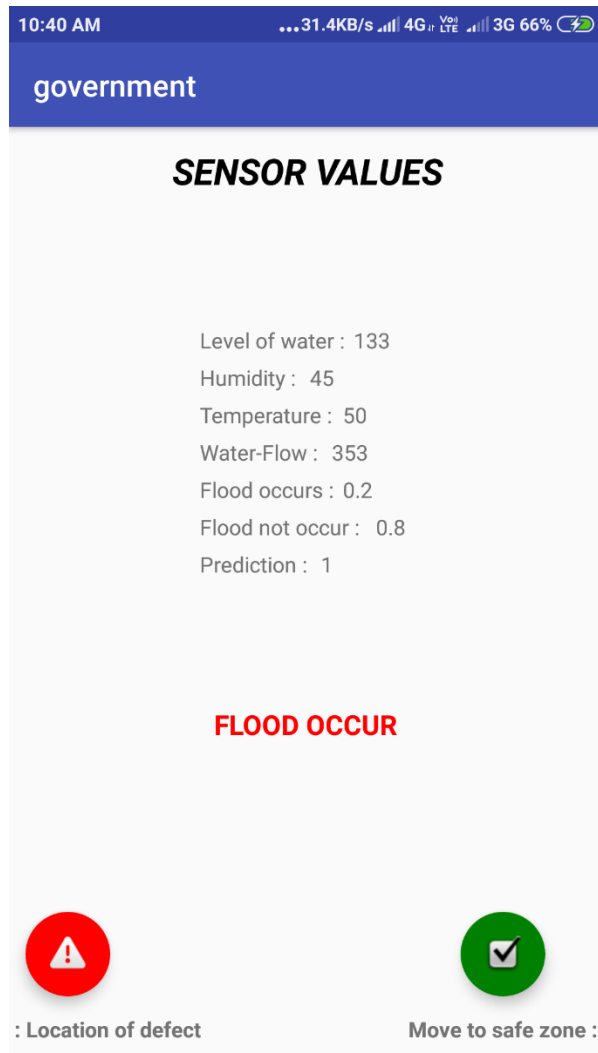 10:40 AM ...31.4KB/s 4G VoLTE 3G 66%
government
SENSOR VALUES
Level of water : 133
Humidity : 45
Temperature : 50
Water-Flow : 353
Flood occurs : 0.2
Flood not occur : 0.8
Prediction : 1
FLOOD OCCUR
: Location of defect Move to safe zone :